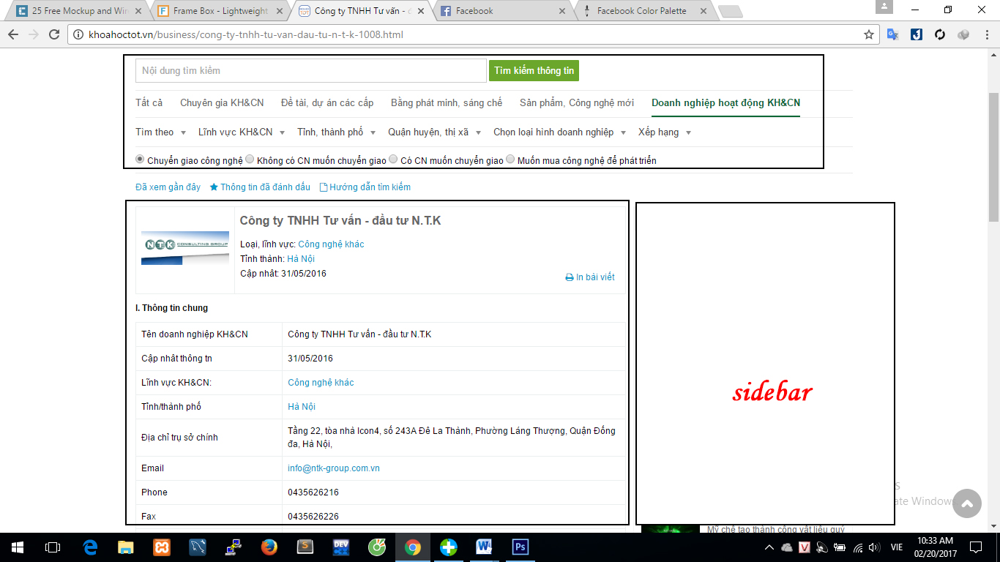 25 Free Mockup and Wir
Frame Box - Lightweight
Công ty TNHH Tư vấn - đ
Facebook
Facebook Color Palette
khoahoctot.vn/business/cong-ty-tnhh-tu-van-dau-tu-n-t-k-1008.html
Nội dung tìm kiếm
Tìm kiếm thông tin
Tất cả Chuyên gia KH&CN Đề tài, dự án các cấp Bằng phát minh, sáng chế Sản phẩm, Công nghệ mới Doanh nghiệp hoạt động KH&CN
Tìm theo Lĩnh vực KH&CN Tỉnh, thành phố Quận huyện, thị xã Chọn loại hình doanh nghiệp Xếp hạng
Chuyển giao công nghệ Không có CN muốn chuyển giao Có CN muốn chuyển giao Muốn mua công nghệ để phát triển
Đã xem gần đây Thông tin đã đánh dấu Hướng dẫn tìm kiếm
NTK CONSULTING GROUP
Công ty TNHH Tư vấn - đầu tư N.T.K
Loại, lĩnh vực: Công nghệ khác
Tỉnh thành: Hà Nội
Cập nhât: 31/05/2016
In bài viết
I. Thông tin chung
Tên doanh nghiệp KH&CN Công ty TNHH Tư vấn - đầu tư N.T.K
Cập nhât thông tn 31/05/2016
Lĩnh vực KH&CN: Công nghệ khác
Tỉnh/thành phố Hà Nội
Địa chỉ trụ sở chính Tầng 22, tòa nhà Icon4, số 243A Đê La Thành, Phường Láng Thượng, Quận Đống
đa, Hà Nội,
Email info@ntk-group.com.vn
Phone 0435626216
Fax 0435626226
sidebar
Windows
Mỹ chế tạo thành công vật liệu quý
VIE
10:33 AM
02/20/2017